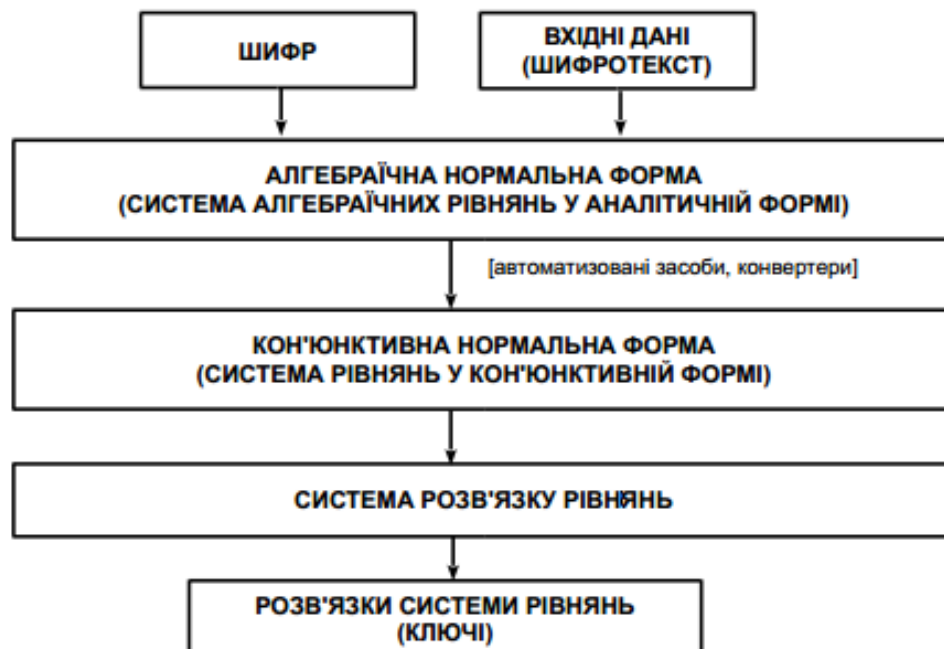 ШИФР
ВХІДНІ ДАНІ
(ШИФРОТЕКСТ)
АЛГЕБРАЇЧНА НОРМАЛЬНА ФОРМА
(СИСТЕМА АЛГЕБРАЇЧНИХ РІВНЯНЬ У АНАЛІТИЧНІЙ ФОРМІ)
[автоматизовані засоби, конвертери]
КОН'ЮНКТИВНА НОРМАЛЬНА ФОРМА
(СИСТЕМА РІВНЯНЬ У КОН'ЮНКТИВНІЙ ФОРМІ)
СИСТЕМА РОЗВ'ЯЗКУ РІВНЯНЬ
РОЗВ'ЯЗКИ СИСТЕМИ РІВНЯНЬ
(КЛЮЧІ)